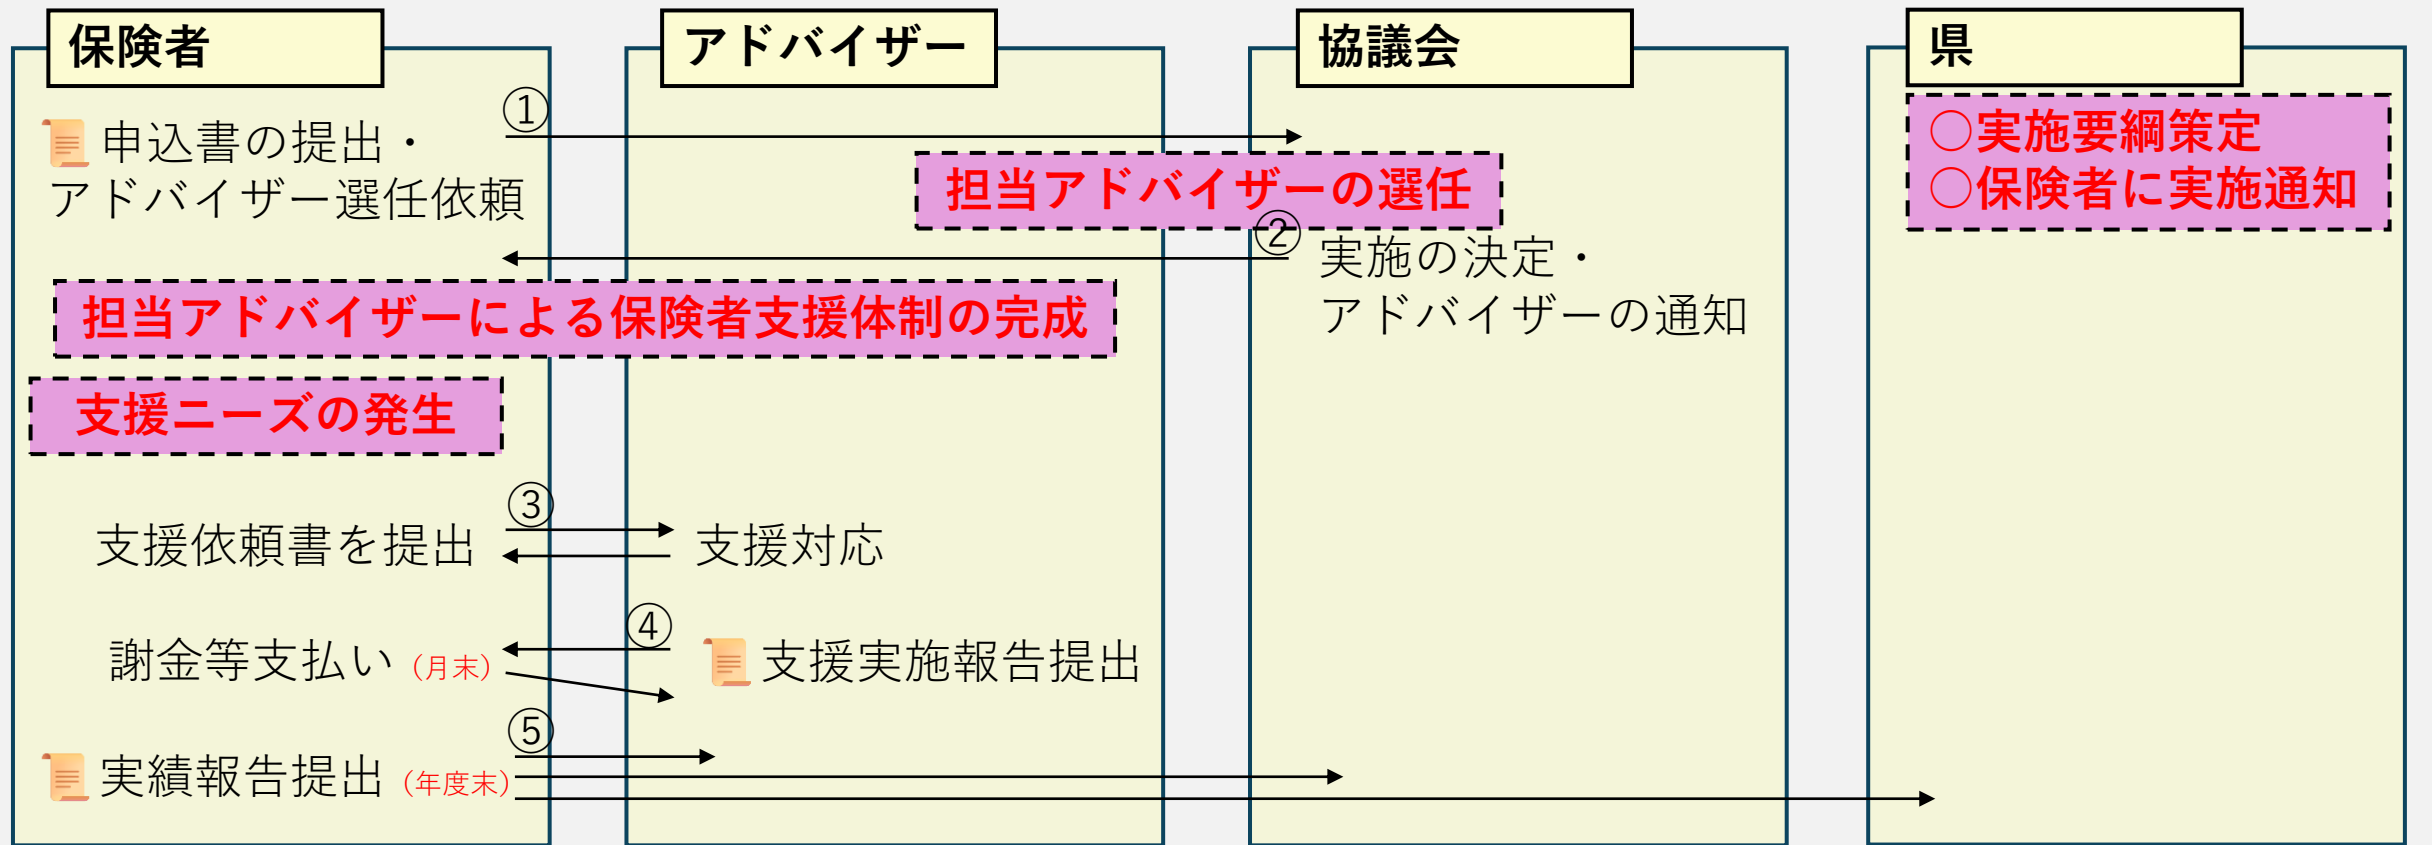 保険者
アドバイザー
協議会
県
①
📜申込書の提出・
アドバイザー選任依頼
〇実施要綱策定
〇保険者に実施通知
担当アドバイザーの選任
②
実施の決定・
アドバイザーの通知
担当アドバイザーによる保険者支援体制の完成
支援ニーズの発生
③
支援依頼書を提出
支援対応
④
謝金等支払い（月末）
📜支援実施報告提出
⑤
📜実績報告提出（年度末）